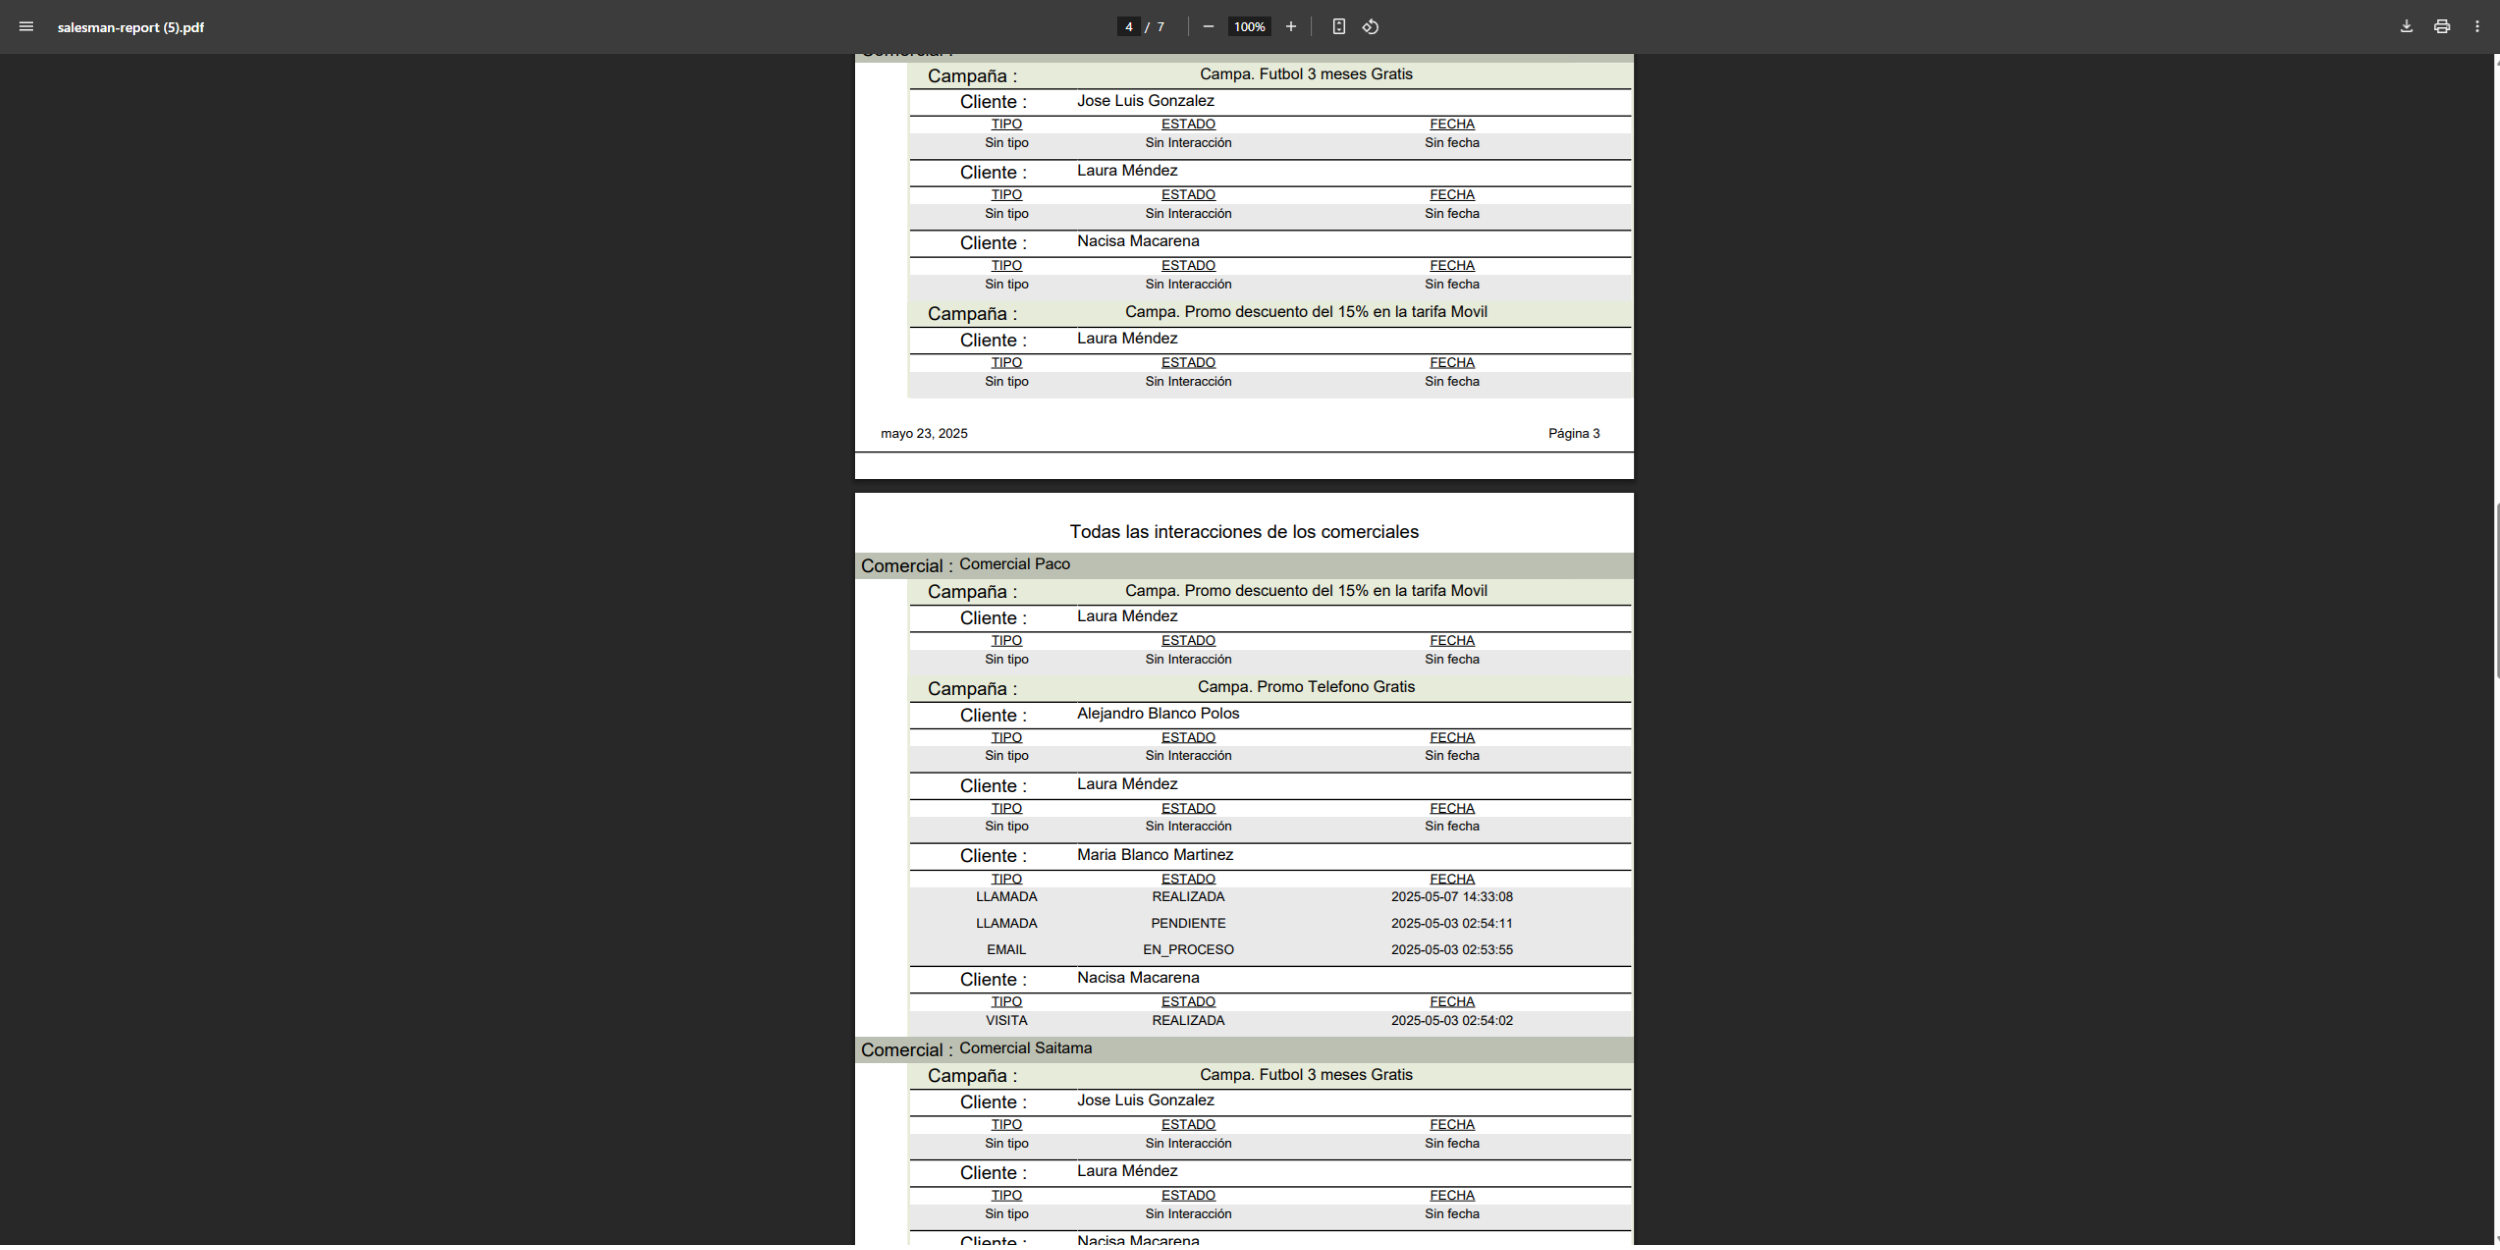 salesman-report (5).pdf
4 / 7
100%
Campaña : Campa. Futbol 3 meses Gratis
Cliente : Jose Luis Gonzalez
TIPO ESTADO FECHA
Sin tipo Sin Interacción Sin fecha
Cliente : Laura Méndez
TIPO ESTADO FECHA
Sin tipo Sin Interacción Sin fecha
Cliente : Nacisa Macarena
TIPO ESTADO FECHA
Sin tipo Sin Interacción Sin fecha
Campaña : Campa. Promo descuento del 15% en la tarifa Movil
Cliente : Laura Méndez
TIPO ESTADO FECHA
Sin tipo Sin Interacción Sin fecha
mayo 23, 2025 Página 3
Todas las interacciones de los comerciales
Comercial : Comercial Paco
Campaña : Campa. Promo descuento del 15% en la tarifa Movil
Cliente : Laura Méndez
TIPO ESTADO FECHA
Sin tipo Sin Interacción Sin fecha
Campaña : Campa. Promo Telefono Gratis
Cliente : Alejandro Blanco Polos
TIPO ESTADO FECHA
Sin tipo Sin Interacción Sin fecha
Cliente : Laura Méndez
TIPO ESTADO FECHA
Sin tipo Sin Interacción Sin fecha
Cliente : Maria Blanco Martinez
TIPO ESTADO FECHA
LLAMADA REALIZADA 2025-05-07 14:33:08
LLAMADA PENDIENTE 2025-05-03 02:54:11
EMAIL EN_PROCESO 2025-05-03 02:53:55
Cliente : Nacisa Macarena
TIPO ESTADO FECHA
VISITA REALIZADA 2025-05-03 02:54:02
Comercial : Comercial Saitama
Campaña : Campa. Futbol 3 meses Gratis
Cliente : Jose Luis Gonzalez
TIPO ESTADO FECHA
Sin tipo Sin Interacción Sin fecha
Cliente : Laura Méndez
TIPO ESTADO FECHA
Sin tipo Sin Interacción Sin fecha
Cliente : Nacisa Macarena